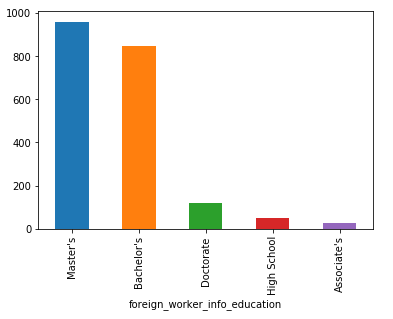 1000
800
600
400
200
0
Master's
Bachelor's
Doctorate
High School
Associate's
foreign_worker_info_education